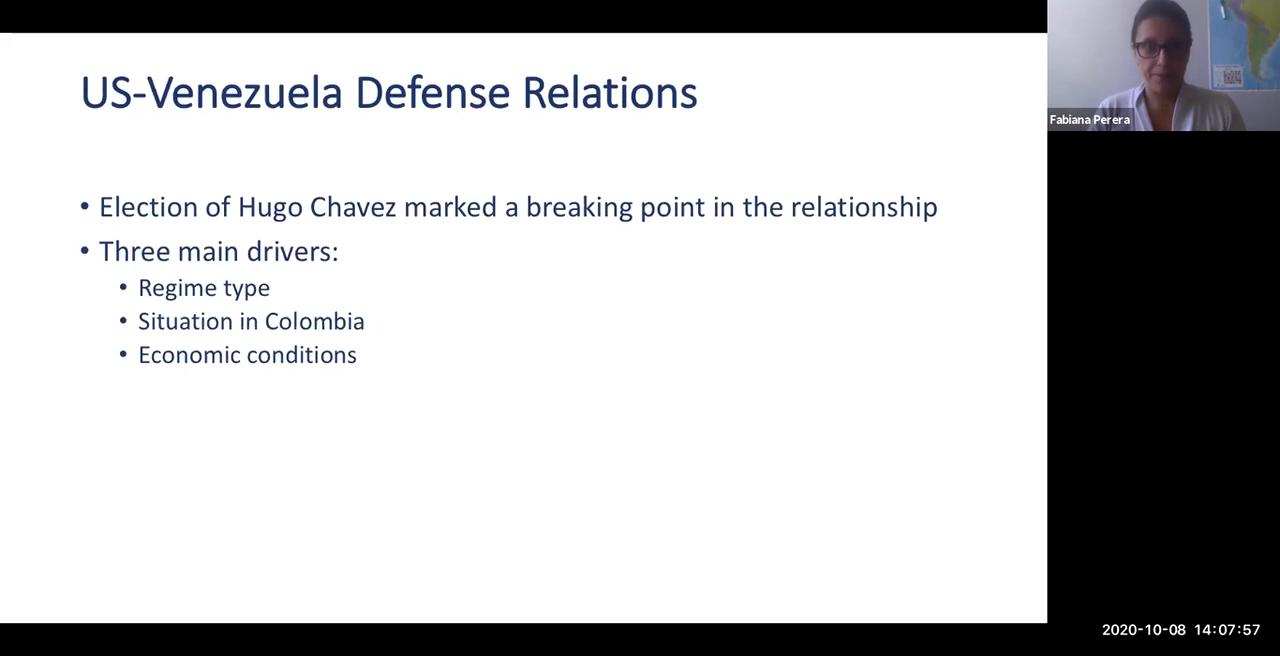 US-Venezuela Defense Relations
• Election of Hugo Chavez marked a breaking point in the relationship
• Three main drivers:
• Regime type
• Situation in Colombia
• Economic conditions
Fabiana Perera
2020-10-08 14:07:57